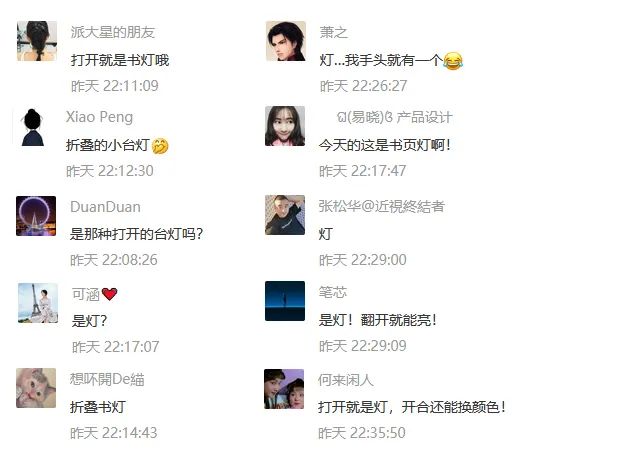 派大星的朋友
打开就是书灯哦
昨天 22:11:09
Xiao Peng
折叠的小台灯🤭
昨天 22:12:30
DuanDuan
是那种打开的台灯吗?
昨天 22:08:26
可涵❤
是灯?
昨天 22:17:07
想吥開De緢
折叠书灯
昨天 22:14:43
萧之
灯...我手头就有一个😂
昨天 22:26:27
(易晓) 产品设计
今天的这是书页灯啊!
昨天 22:17:47
张松华@近視終結者
灯
昨天 22:29:00
笔芯
是灯! 翻开就能亮!
昨天 22:29:09
何来闲人
打开就是灯，开合还能换颜色!
昨天 22:35:50